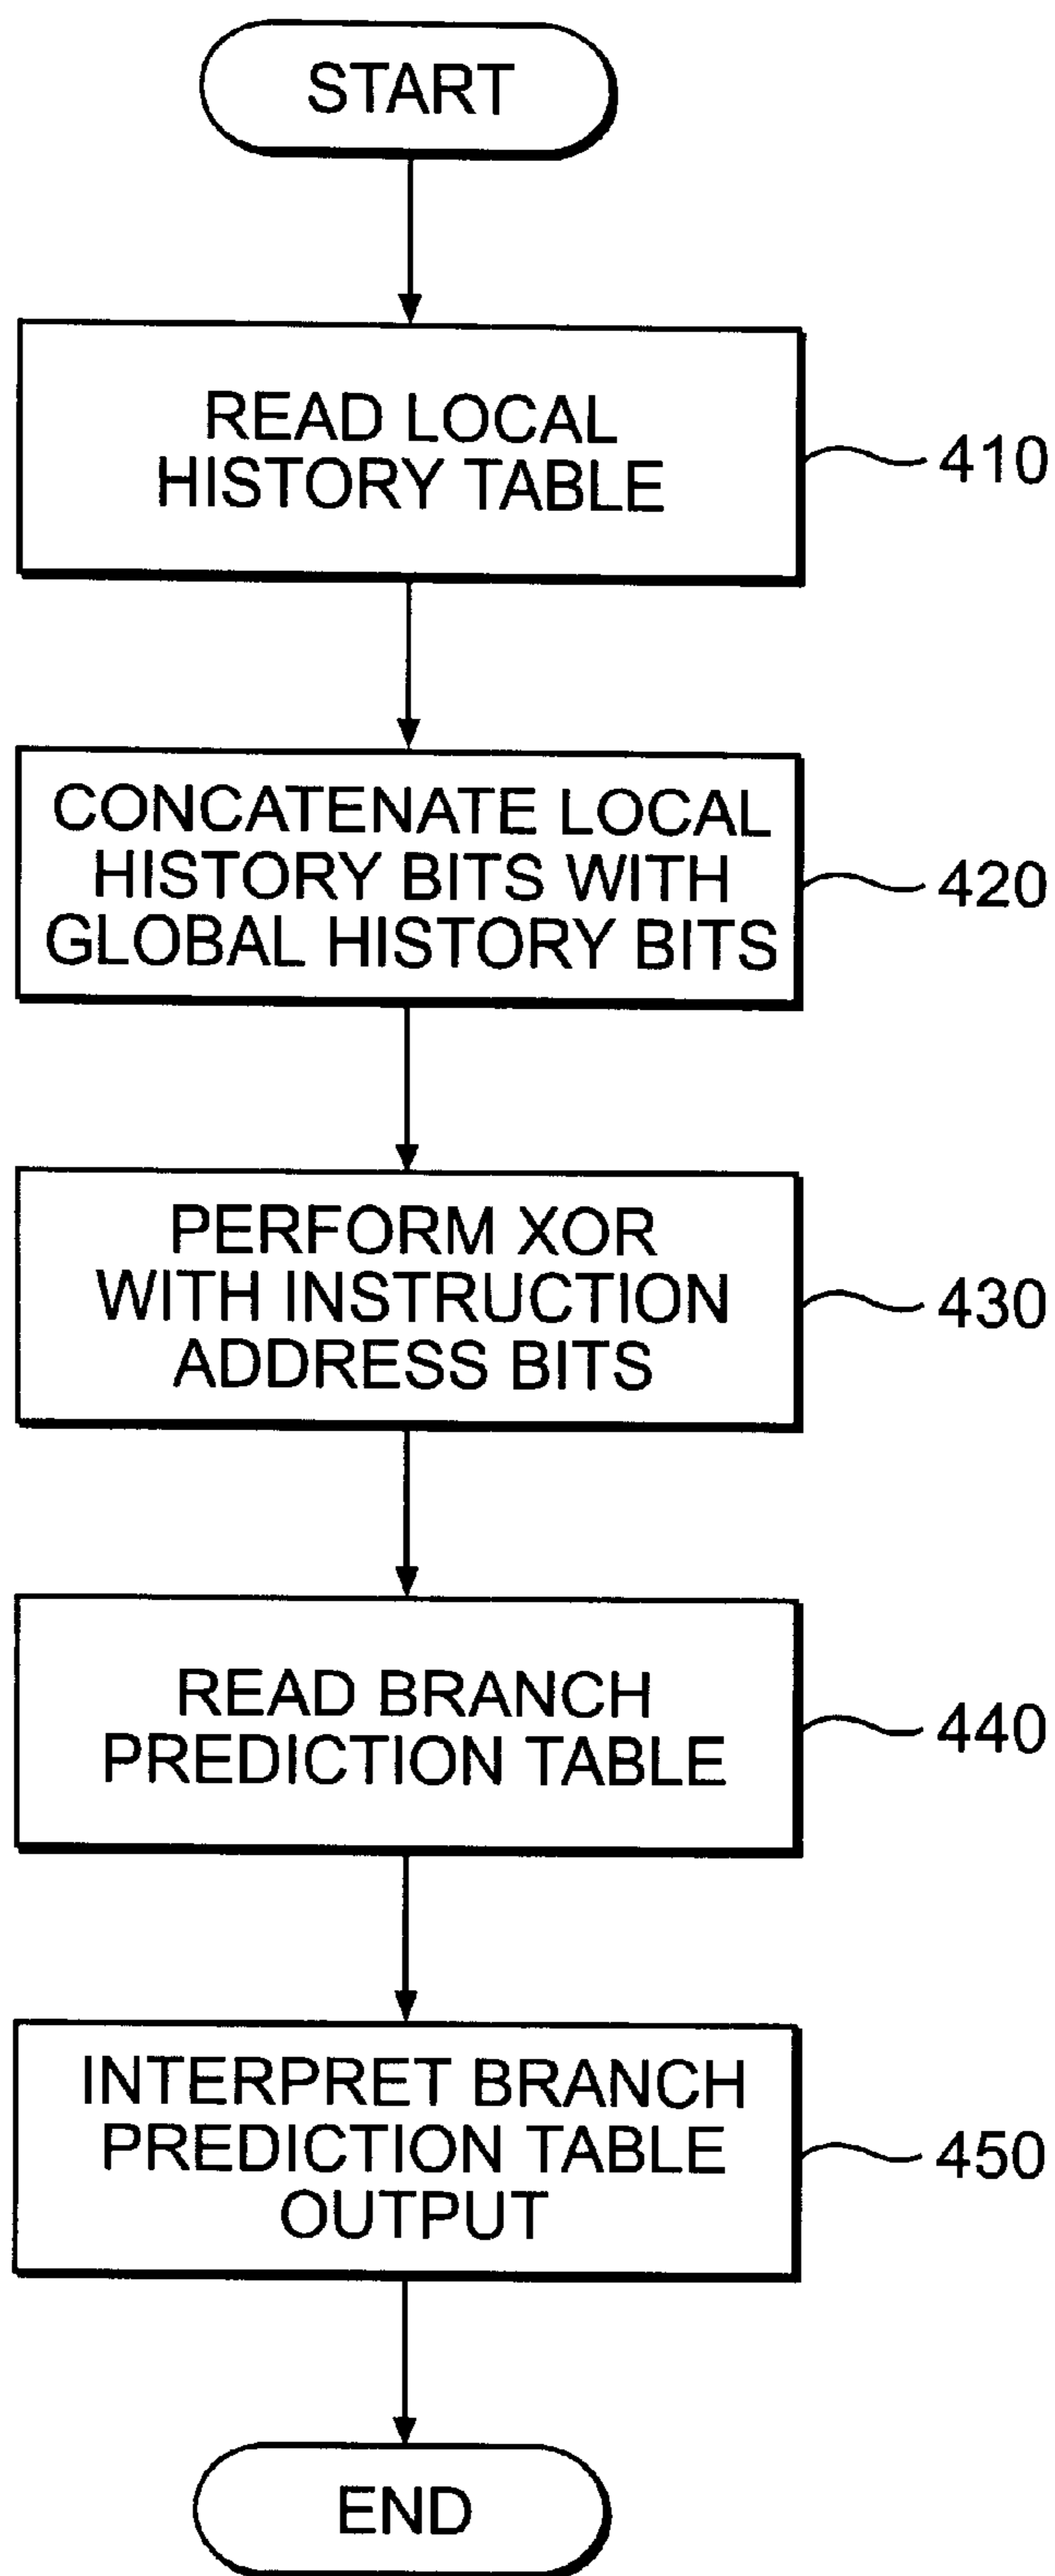 START
READ LOCAL
HISTORY TABLE
410
CONCATENATE LOCAL
HISTORY BITS WITH
GLOBAL HISTORY BITS
420
PERFORM XOR
WITH INSTRUCTION
ADDRESS BITS
430
READ BRANCH
PREDICTION TABLE
440
INTERPRET BRANCH
PREDICTION TABLE
OUTPUT
450
END